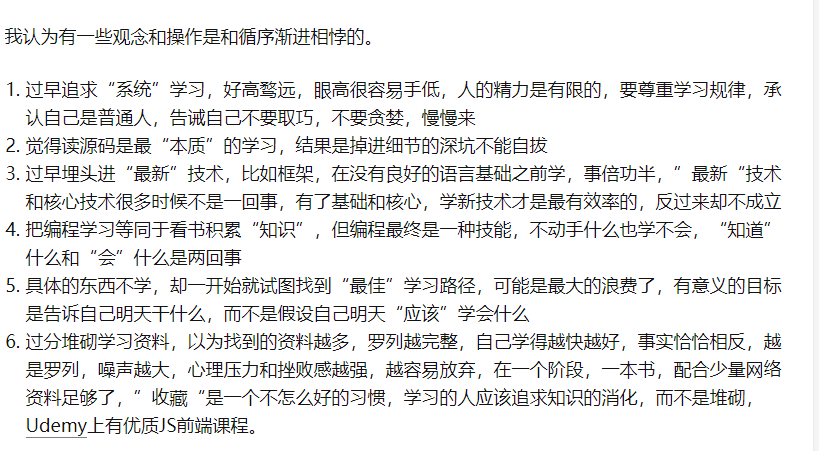 我认为有一些观念和操作是和循序渐进相悖的。
1. 过早追求“系统”学习，好高骛远，眼高很容易手低，人的精力是有限的，要尊重学习规律，承
认自己是普通人，告诫自己不要取巧，不要贪婪，慢慢来
2. 觉得读源码是最“本质”的学习，结果是掉进细节的深坑不能自拔
3. 过早埋头进“最新”技术，比如框架，在没有良好的语言基础之前学，事倍功半，”最新“技术
和核心技术很多时候不是一回事，有了基础和核心，学新技术才是最有效率的，反过来却不成立
4. 把编程学习等同于看书积累“知识”，但编程最终是一种技能，不动手什么也学不会，“知道”
什么和“会”什么是两回事
5. 具体的东西不学，却一开始就试图找到“最佳”学习路径，可能是最大的浪费了，有意义的目标
是告诉自己明天干什么，而不是假设自己明天“应该”学会什么
6. 过分堆砌学习资料，以为找到的资料越多，罗列越完整，自己学得越快越好，事实恰恰相反，越
是罗列，噪声越大，心理压力和挫败感越强，越容易放弃，在一个阶段，一本书，配合少量网络
资料足够了，”收藏“是一个不怎么好的习惯，学习的人应该追求知识的消化，而不是堆砌，
Udemy上有优质JS前端课程。